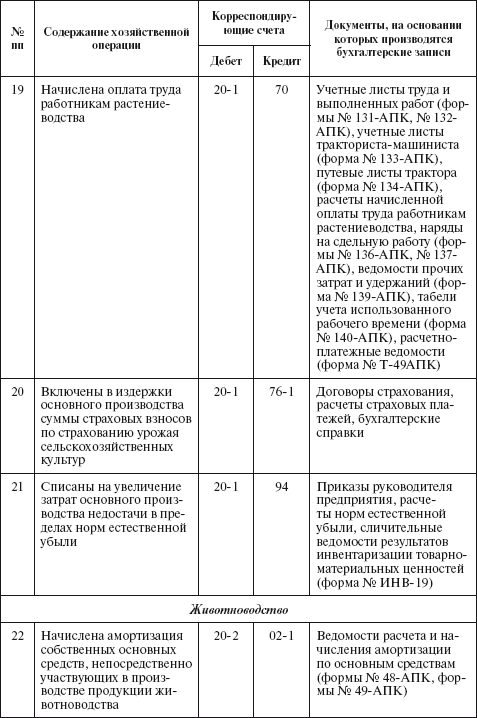 № пп
Содержание хозяйственной операции
Корреспондиру-
ющие счета
Дебет
Кредит
Документы, на основании
которых производятся
бухгалтерские записи
19
Начислена оплата труда
работникам растение-
водства
20-1
70
Учетные листы труда и
выполненных работ (фор-
мы № 131-АПК, № 132-
АПК), учетные листы
тракториста-машиниста
(форма № 133-АПК),
путевые листы трактора
(форма № 134-АПК),
расчеты начисленной
оплаты труда работникам
растениеводства, наряды
на сдельную работу (фор-
мы № 136-АПК, № 137-
АПК), ведомости прочих
затрат и удержаний (фор-
ма № 139-АПК), табели
учета использованного
рабочего времени (форма
№ 140-АПК), расчетно-
платежные ведомости
(форма № Т-49АПК)
20
Включены в издержки
основного производства
суммы страховых взносов
по страхованию урожая
сельскохозяйственных
культур
20-1
76-1
Договоры страхования,
расчеты страховых пла-
тежей, бухгалтерские
справки
21
Списаны на увеличение
затрат основного произ-
водства недостачи в пре-
делах норм естественной
убыли
20-1
94
Приказы руководителя
предприятия, расче-
ты норм естественной
убыли, сличительные
ведомости результатов
инвентаризации товарно-
материальных ценностей
(форма № ИНВ-19)
Животноводство
22
Начислена амортизация
собственных основных
средств, непосредственно
участвующих в произ-
водстве продукции жи-
вотноводства
20-2
02-1
Ведомости расчета и на-
числения амортизации
по основным средствам
(формы № 48-АПК, фор-
мы № 49-АПК)